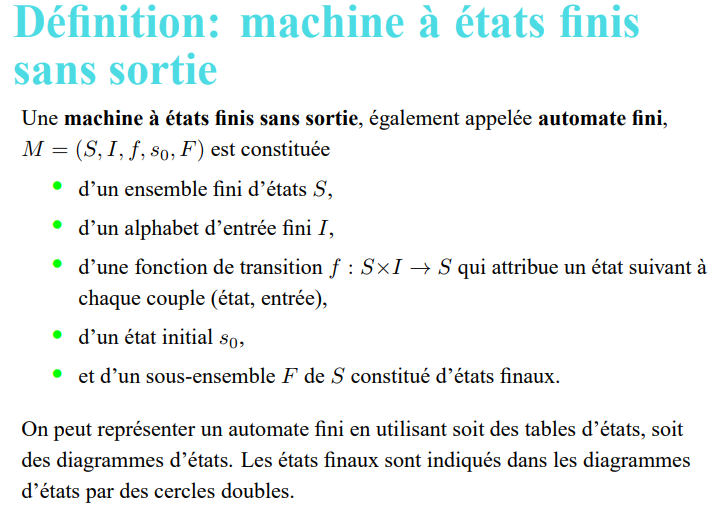 Définition: machine à états finis
sans sortie
Une machine à états finis sans sortie, également appelée automate fini,
M = (S, I, f, s₀, F) est constituée
• d'un ensemble fini d'états S,
• d'un alphabet d'entrée fini I,
• d'une fonction de transition f : S×I → S qui attribue un état suivant à
chaque couple (état, entrée),
• d'un état initial s₀,
• et d'un sous-ensemble F de S constitué d'états finaux.
On peut représenter un automate fini en utilisant soit des tables d'états, soit
des diagrammes d'états. Les états finaux sont indiqués dans les diagrammes
d'états par des cercles doubles.